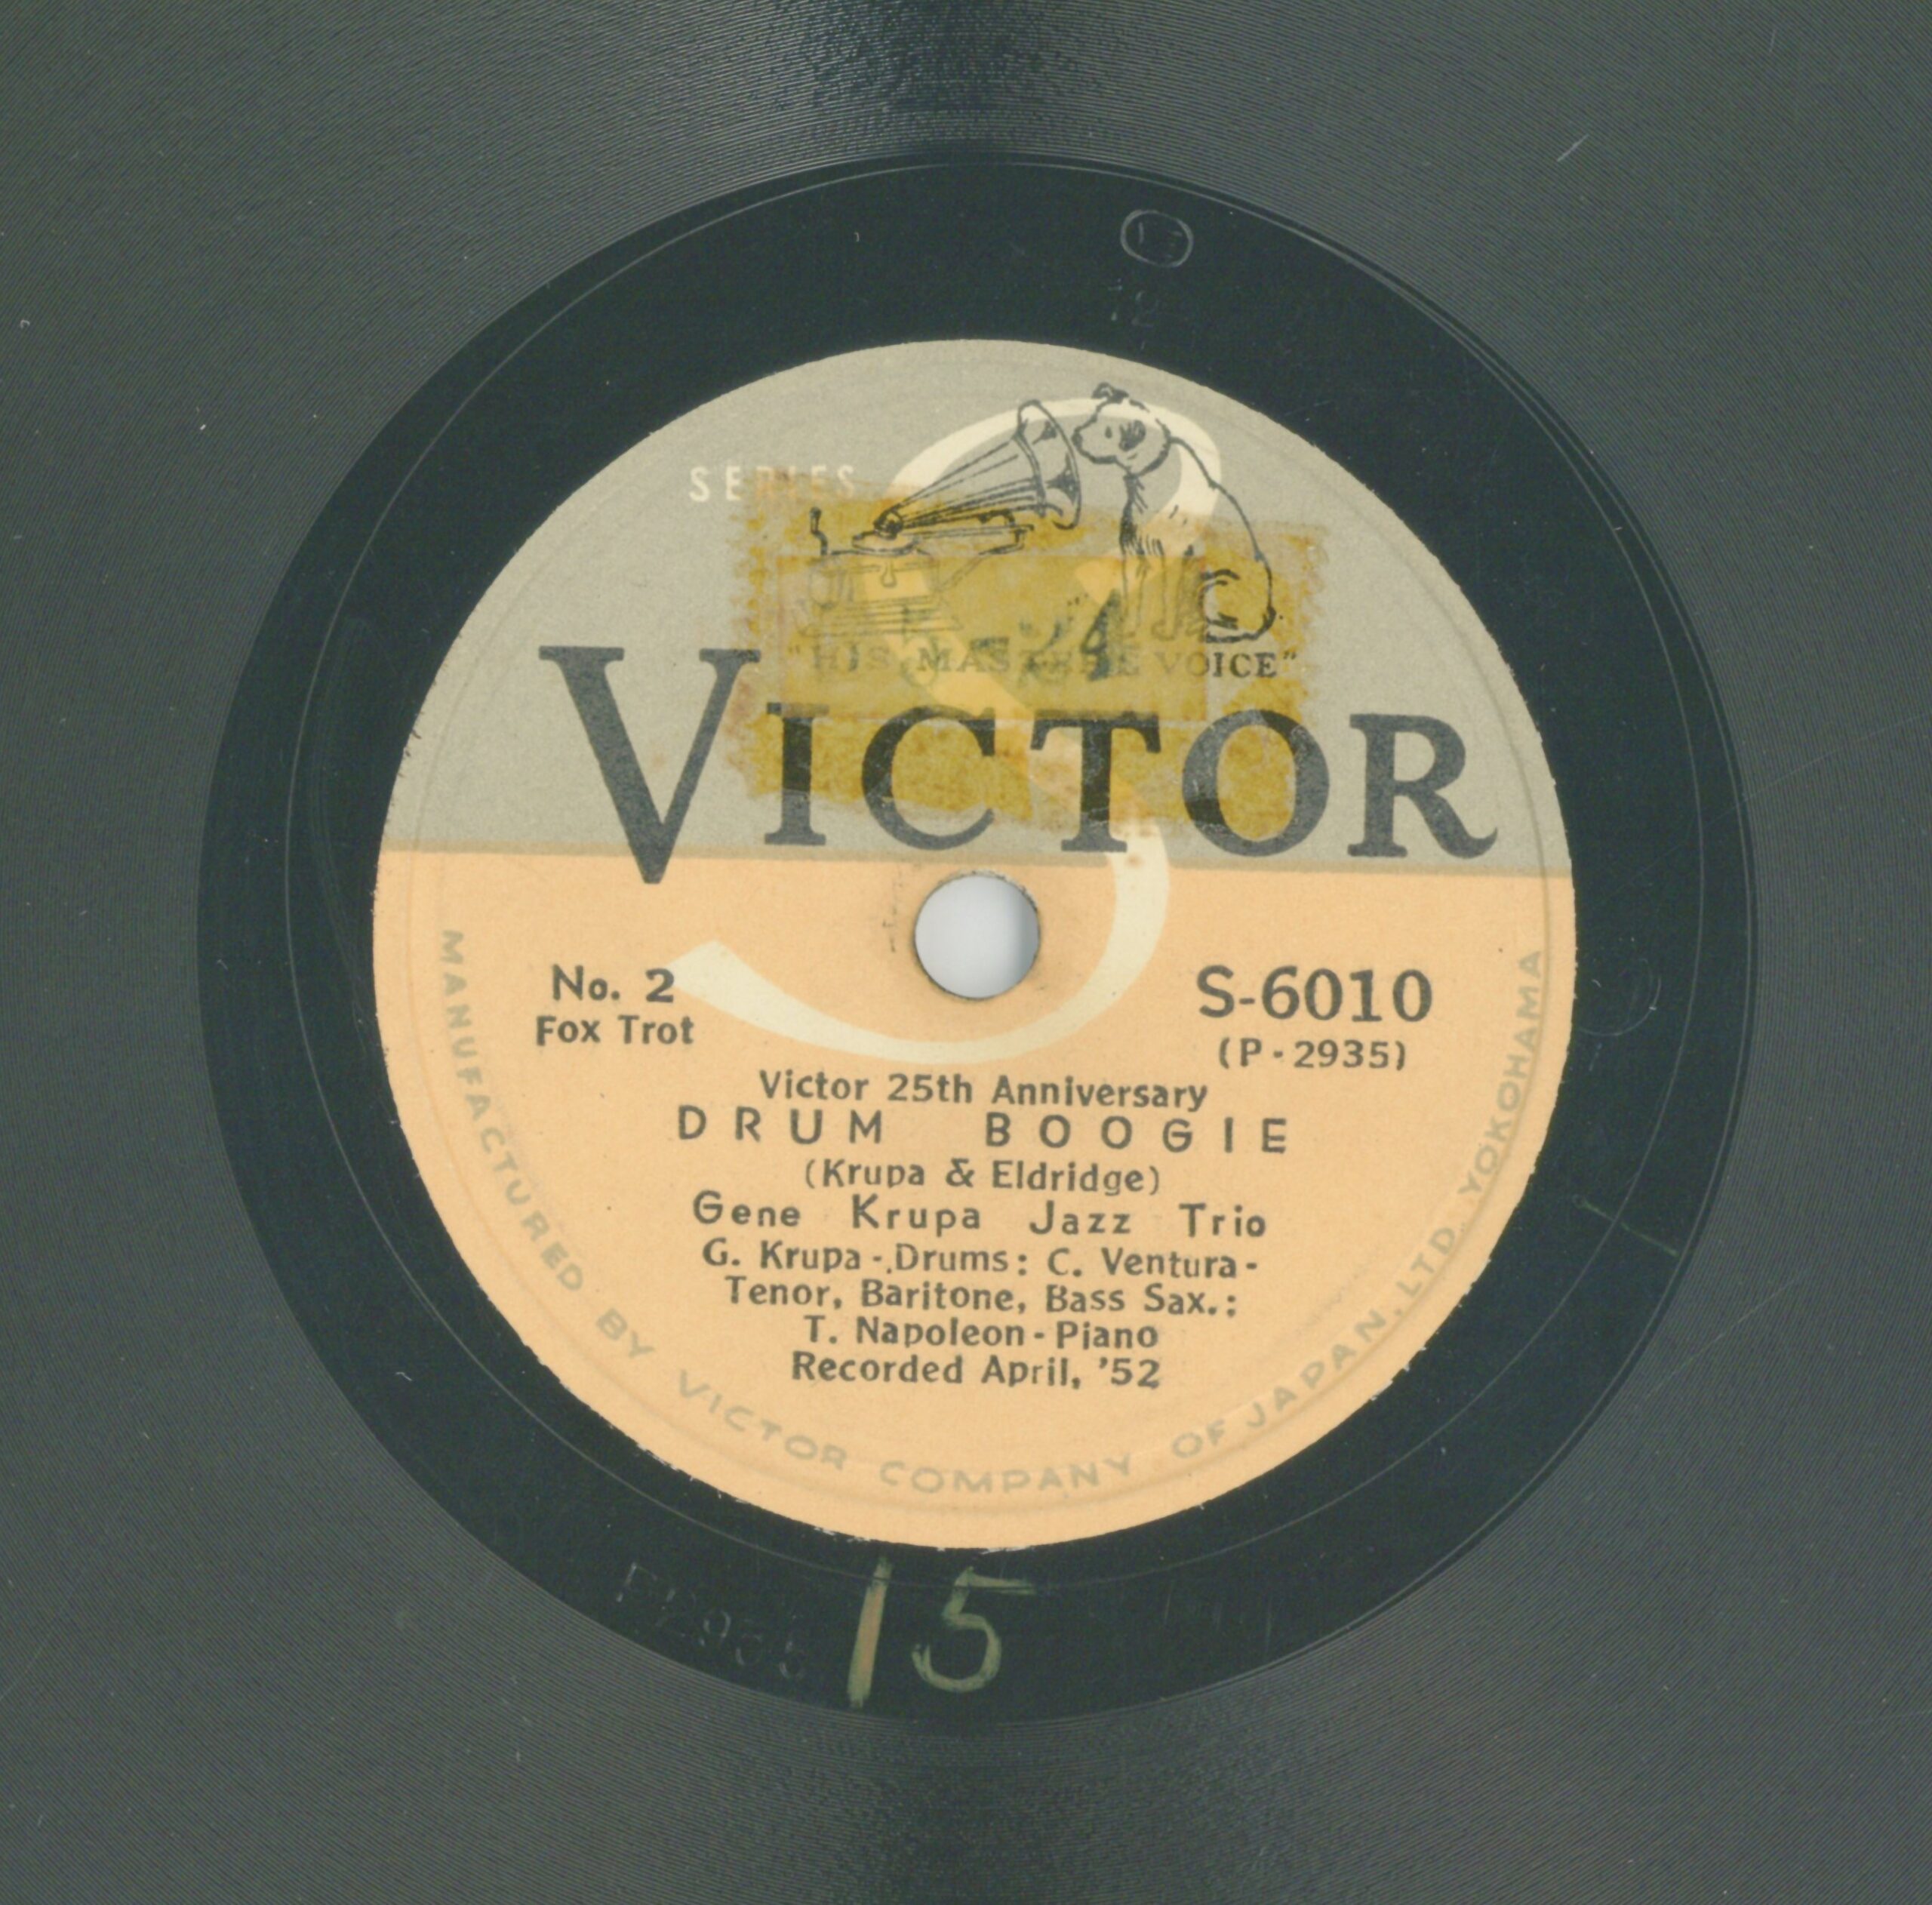 SERIES
S
"HIS MASTER'S VOICE"
VICTOR
No. 2
Fox Trot
S-6010
(P-2935)
Victor 25th Anniversary
DRUM BOOGIE
(Krupa & Eldridge)
Gene Krupa Jazz Trio
G. Krupa-Drums: C. Ventura-
Tenor, Baritone, Bass Sax.:
T. Napoleon-Piano
Recorded April, '52
MANUFACTURED BY VICTOR COMPANY OF JAPAN, LTD. YOKOHAMA
15